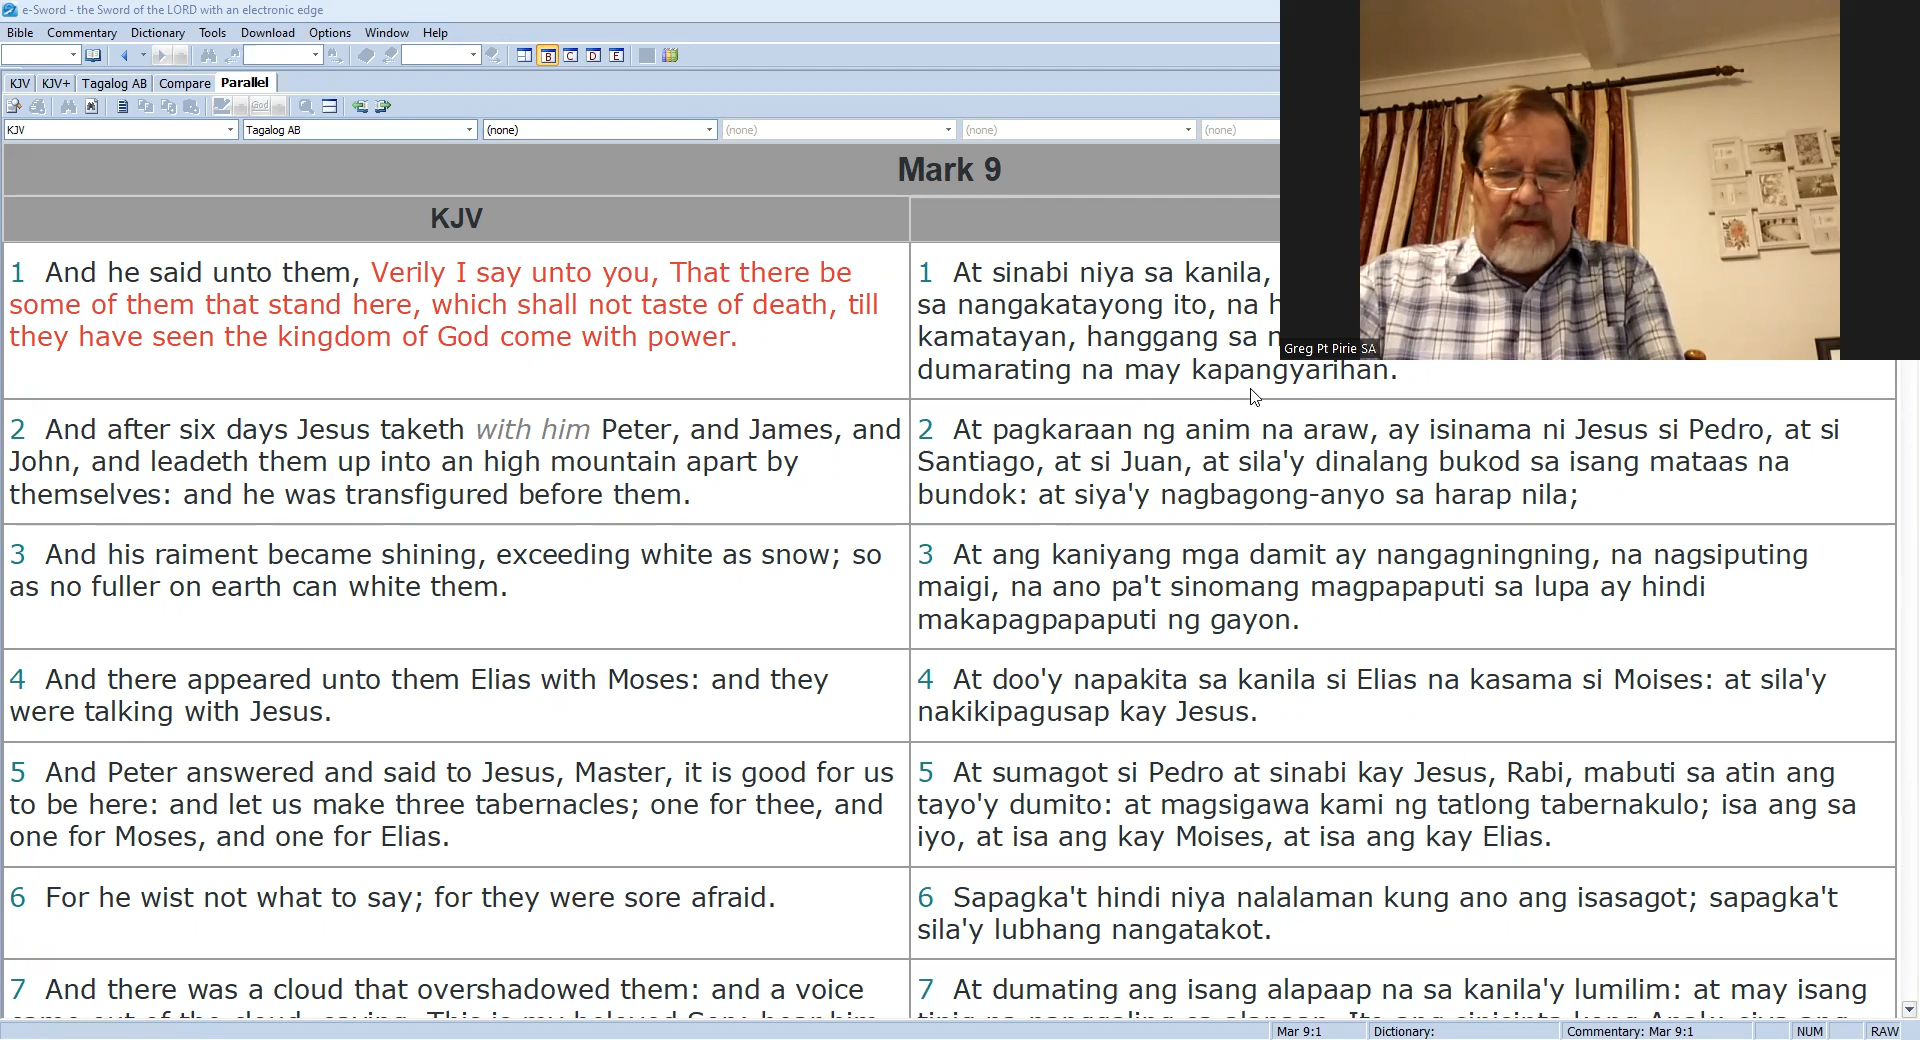 e-Sword - the Sword of the LORD with an electronic edge
Bible Commentary Dictionary Tools Download Options Window Help
B C D E
KJV KJV+ Tagalog AB Compare Parallel
God
KJV Tagalog AB (none) (none) (none) (none)
Mark 9
KJV
1 And he said unto them, Verily I say unto you, That there be
some of them that stand here, which shall not taste of death, till
they have seen the kingdom of God come with power.
1 At sinabi niya sa kanila,
sa nangakatayong ito, na
kamatayan, hanggang sa
dumarating na may kapangyarihan.
Greg Pt Pirie SA
2 And after six days Jesus taketh with him Peter, and James, and
John, and leadeth them up into an high mountain apart by
themselves: and he was transfigured before them.
2 At pagkaraan ng anim na araw, ay isinama ni Jesus si Pedro, at si
Santiago, at si Juan, at sila'y dinalang bukod sa isang mataas na
bundok: at siya'y nagbagong-anyo sa harap nila;
3 And his raiment became shining, exceeding white as snow; so
as no fuller on earth can white them.
3 At ang kaniyang mga damit ay nangagningning, na nagsiputing
maigi, na ano pa't sinomang magpapaputi sa lupa ay hindi
makapagpapaputi ng gayon.
4 And there appeared unto them Elias with Moses: and they
were talking with Jesus.
4 At doo'y napakita sa kanila si Elias na kasama si Moises: at sila'y
nakikipagusap kay Jesus.
5 And Peter answered and said to Jesus, Master, it is good for us
to be here: and let us make three tabernacles; one for thee, and
one for Moses, and one for Elias.
5 At sumagot si Pedro at sinabi kay Jesus, Rabi, mabuti sa atin ang
tayo'y dumito: at magsigawa kami ng tatlong tabernakulo; isa ang sa
iyo, at isa ang kay Moises, at isa ang kay Elias.
6 For he wist not what to say; for they were sore afraid.
6 Sapagka't hindi niya nalalaman kung ano ang isasagot; sapagka't
sila'y lubhang nangatakot.
7 And there was a cloud that overshadowed them: and a voice
came out of the cloud, saying, This is my beloved Son: hear him.
7 At dumating ang isang alapaap na sa kanila'y lumilim: at may isang
Mar 9:1 Dictionary: Commentary: Mar 9:1 NUM RAW